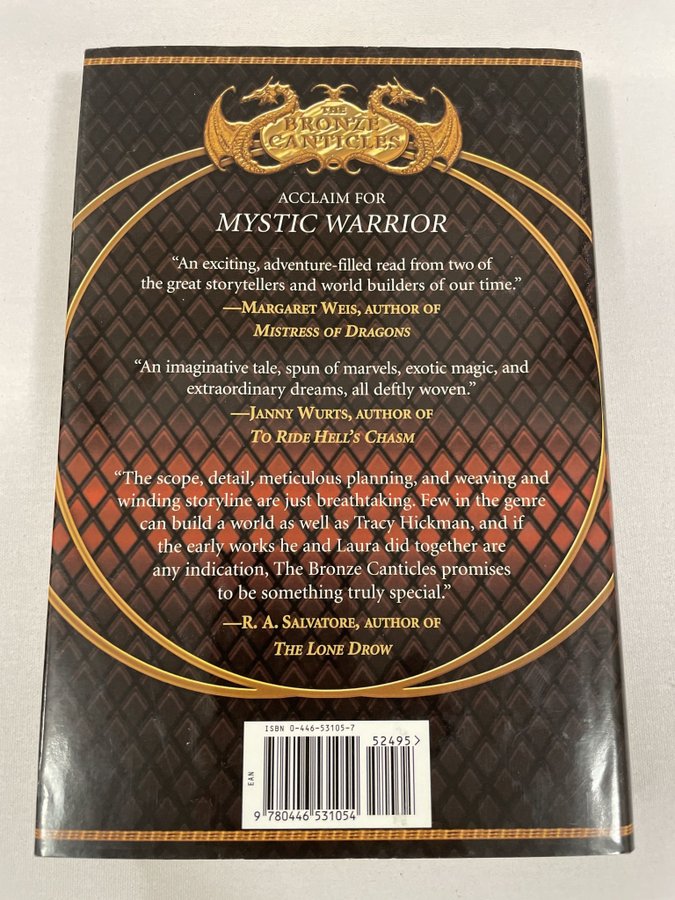 THE
BRONZE
CANTICLES
ACCLAIM FOR
MYSTIC WARRIOR
“An exciting, adventure-filled read from two of
the great storytellers and world builders of our time.”
—MARGARET WEIS, AUTHOR OF
MISTRESS OF DRAGONS
“An imaginative tale, spun of marvels, exotic magic, and
extraordinary dreams, all deftly woven.”
—JANNY WURTS, AUTHOR OF
TO RIDE HELL’S CHASM
“The scope, detail, meticulous planning, and weaving and
winding storyline are just breathtaking. Few in the genre
can build a world as well as Tracy Hickman, and if
the early works he and Laura did together are
any indication, The Bronze Canticles promises
to be something truly special.”
—R. A. SALVATORE, AUTHOR OF
THE LONE DROW
ISBN 0-446-53105-7
52495>
EAN
9 780446 531054